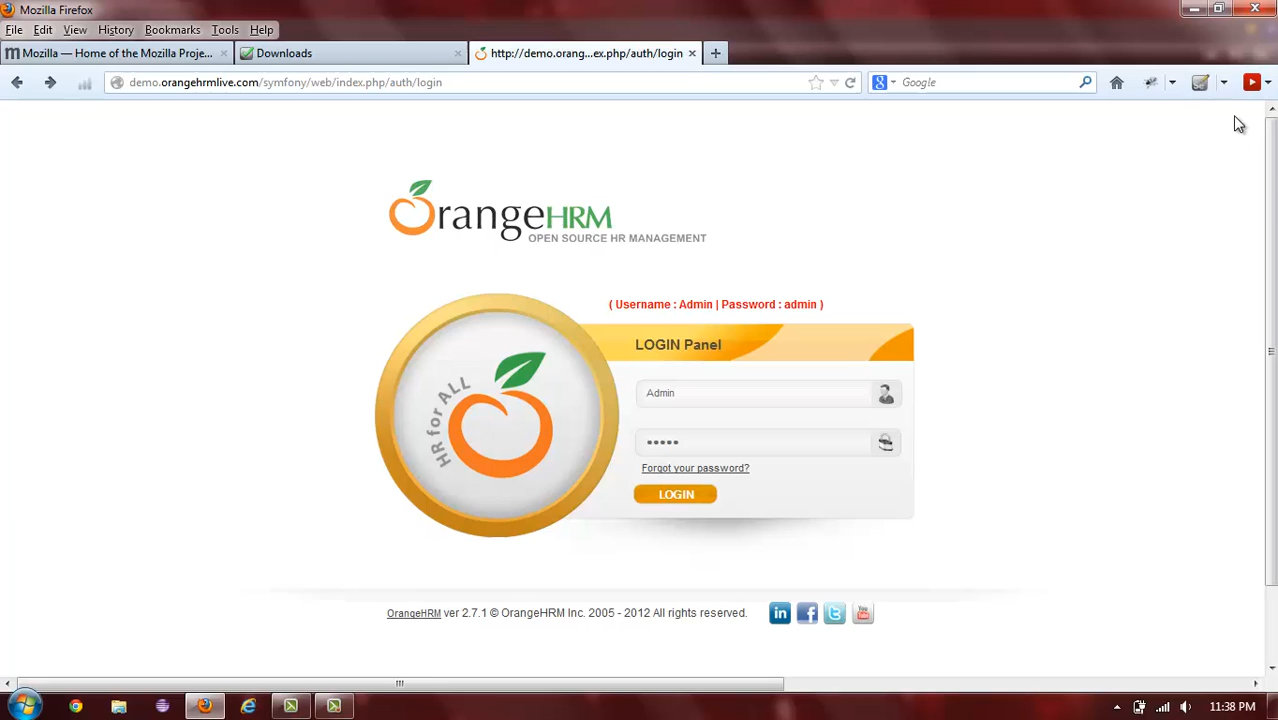 Mozilla Firefox
File Edit View History Bookmarks Tools Help
Mozilla — Home of the Mozilla Proje...
Downloads
http://demo.orang...ex.php/auth/login
demo.orangehrmlive.com/symfony/web/index.php/auth/login
Google
Se
OrangeHRM
OPEN SOURCE HR MANAGEMENT
( Username : Admin | Password : admin )
LOGIN Panel
HR for ALL
Admin
Forgot your password?
LOGIN
OrangeHRM ver 2.7.1 © OrangeHRM Inc. 2005 - 2012 All rights reserved.
11:38 PM